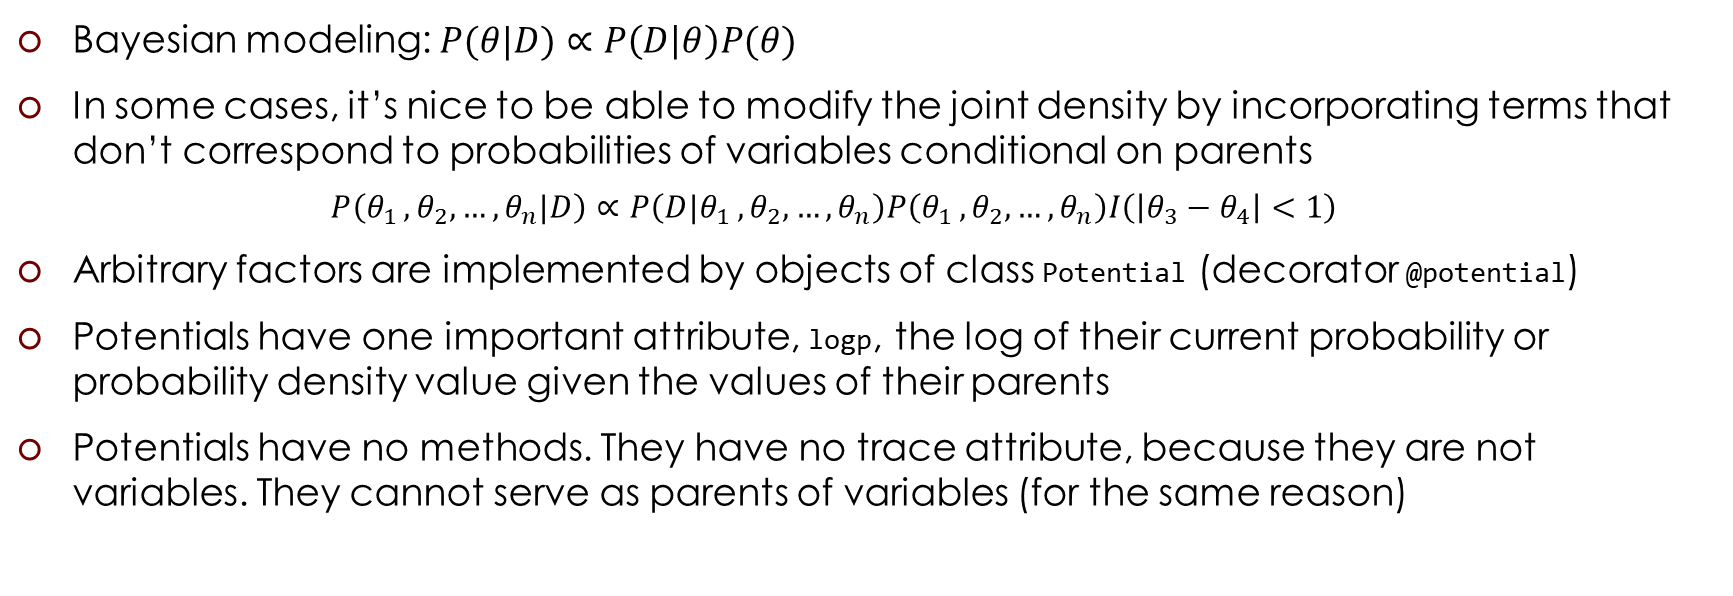 Bayesian modeling: P(θ|D) ∝ P(D|θ)P(θ)
In some cases, it's nice to be able to modify the joint density by incorporating terms that
don't correspond to probabilities of variables conditional on parents
P(θ₁,θ₂, …,θₙ|D) ∝ P(D|θ₁,θ₂, …,θₙ)P(θ₁,θ₂, …,θₙ)I(|θ₃ − θ₄| < 1)
Arbitrary factors are implemented by objects of class Potential (decorator @potential)
Potentials have one important attribute, logp, the log of their current probability or
probability density value given the values of their parents
Potentials have no methods. They have no trace attribute, because they are not
variables. They cannot serve as parents of variables (for the same reason)